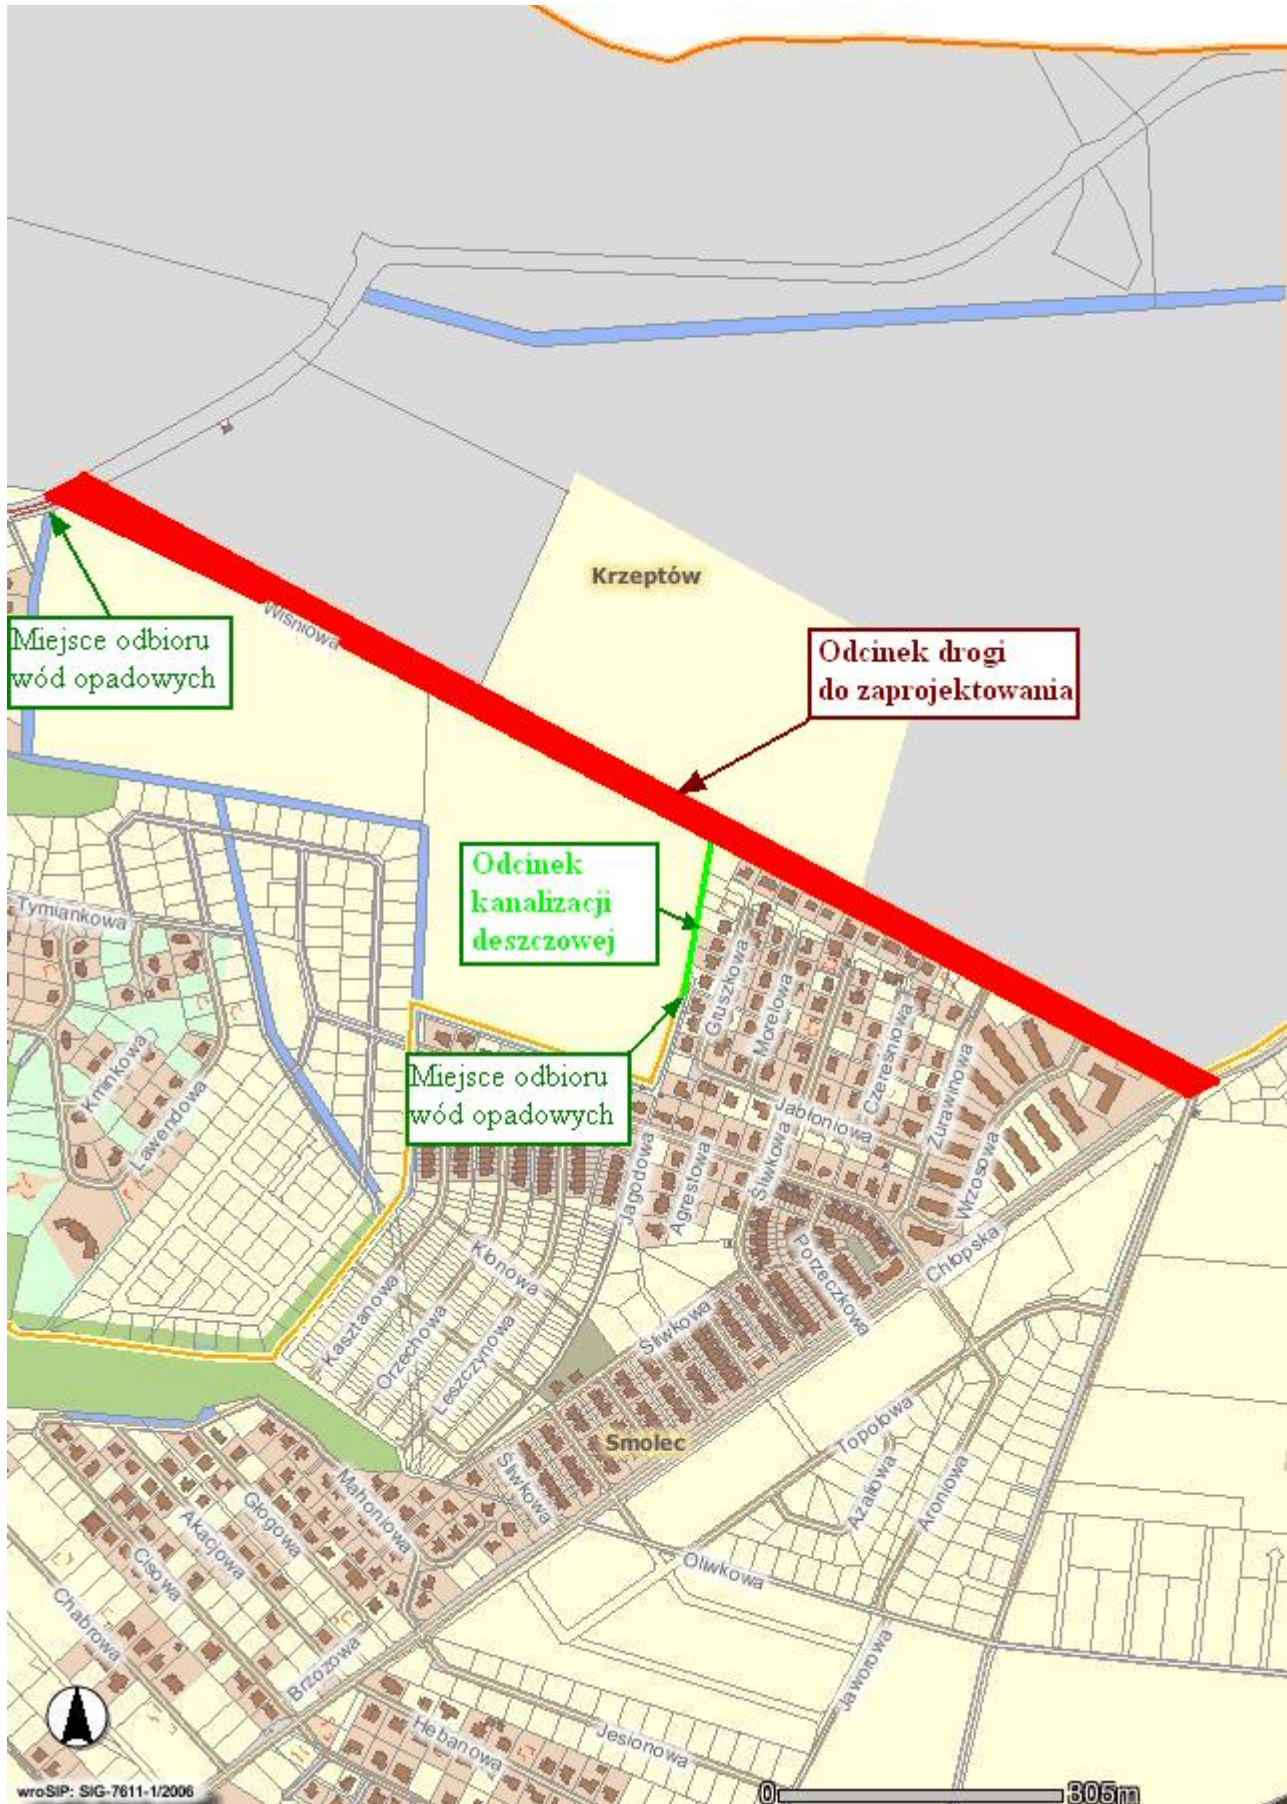 Krzeptów
Wiśniowa
Miejsce odbioru
wód opadowych
Odcinek drogi
do zaprojektowania
Odcinek
kanalizacji
deszczowej
Tymiankowa
Gruszkowa
Morelowa
Czereśniowa
Żurawinowa
Kminkowa
Lawendowa
Miejsce odbioru
wód opadowych
Jabłoniowa
Śliwkowa
Wrzosowa
Jagodowa
Agrestowa
Porzeczkowa
Chłopska
Klonowa
Kasztanowa
Orzechowa
Leszczynowa
Śliwkowa
Smolec
Topolowa
Śliwkowa
Azaliowa
Aroniowa
Mahoniowa
Głogowa
Akacjowa
Cisowa
Chabrowa
Oliwkowa
Brzozowa
Jaworowa
Hebanowa
Jesionowa
wroSIP: SIG-7611-1/2006
0 305m